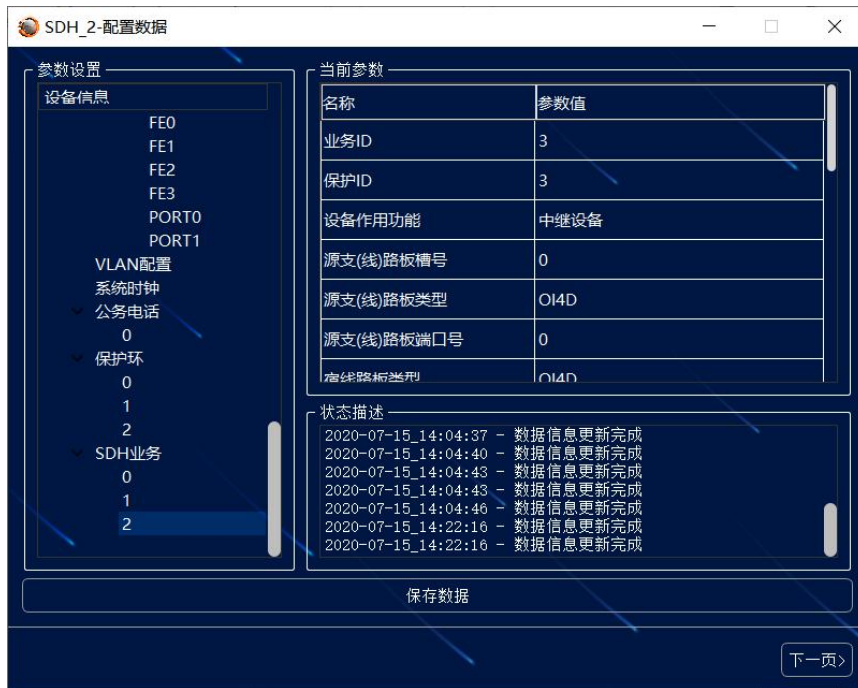 SDH_2-配置数据
参数设置
设备信息
FE0
FE1
FE2
FE3
PORT0
PORT1
VLAN配置
系统时钟
公务电话
0
保护环
0
1
2
SDH业务
0
1
2
当前参数
名称 参数值
业务ID 3
保护ID 3
设备作用功能 中继设备
源支(线)路板槽号 0
源支(线)路板类型 OI4D
源支(线)路板端口号 0
宿线路板类型 OI4D
状态描述
2020-07-15_14:04:37 - 数据信息更新完成
2020-07-15_14:04:40 - 数据信息更新完成
2020-07-15_14:04:43 - 数据信息更新完成
2020-07-15_14:04:43 - 数据信息更新完成
2020-07-15_14:04:46 - 数据信息更新完成
2020-07-15_14:22:16 - 数据信息更新完成
2020-07-15_14:22:16 - 数据信息更新完成
保存数据
下一页>